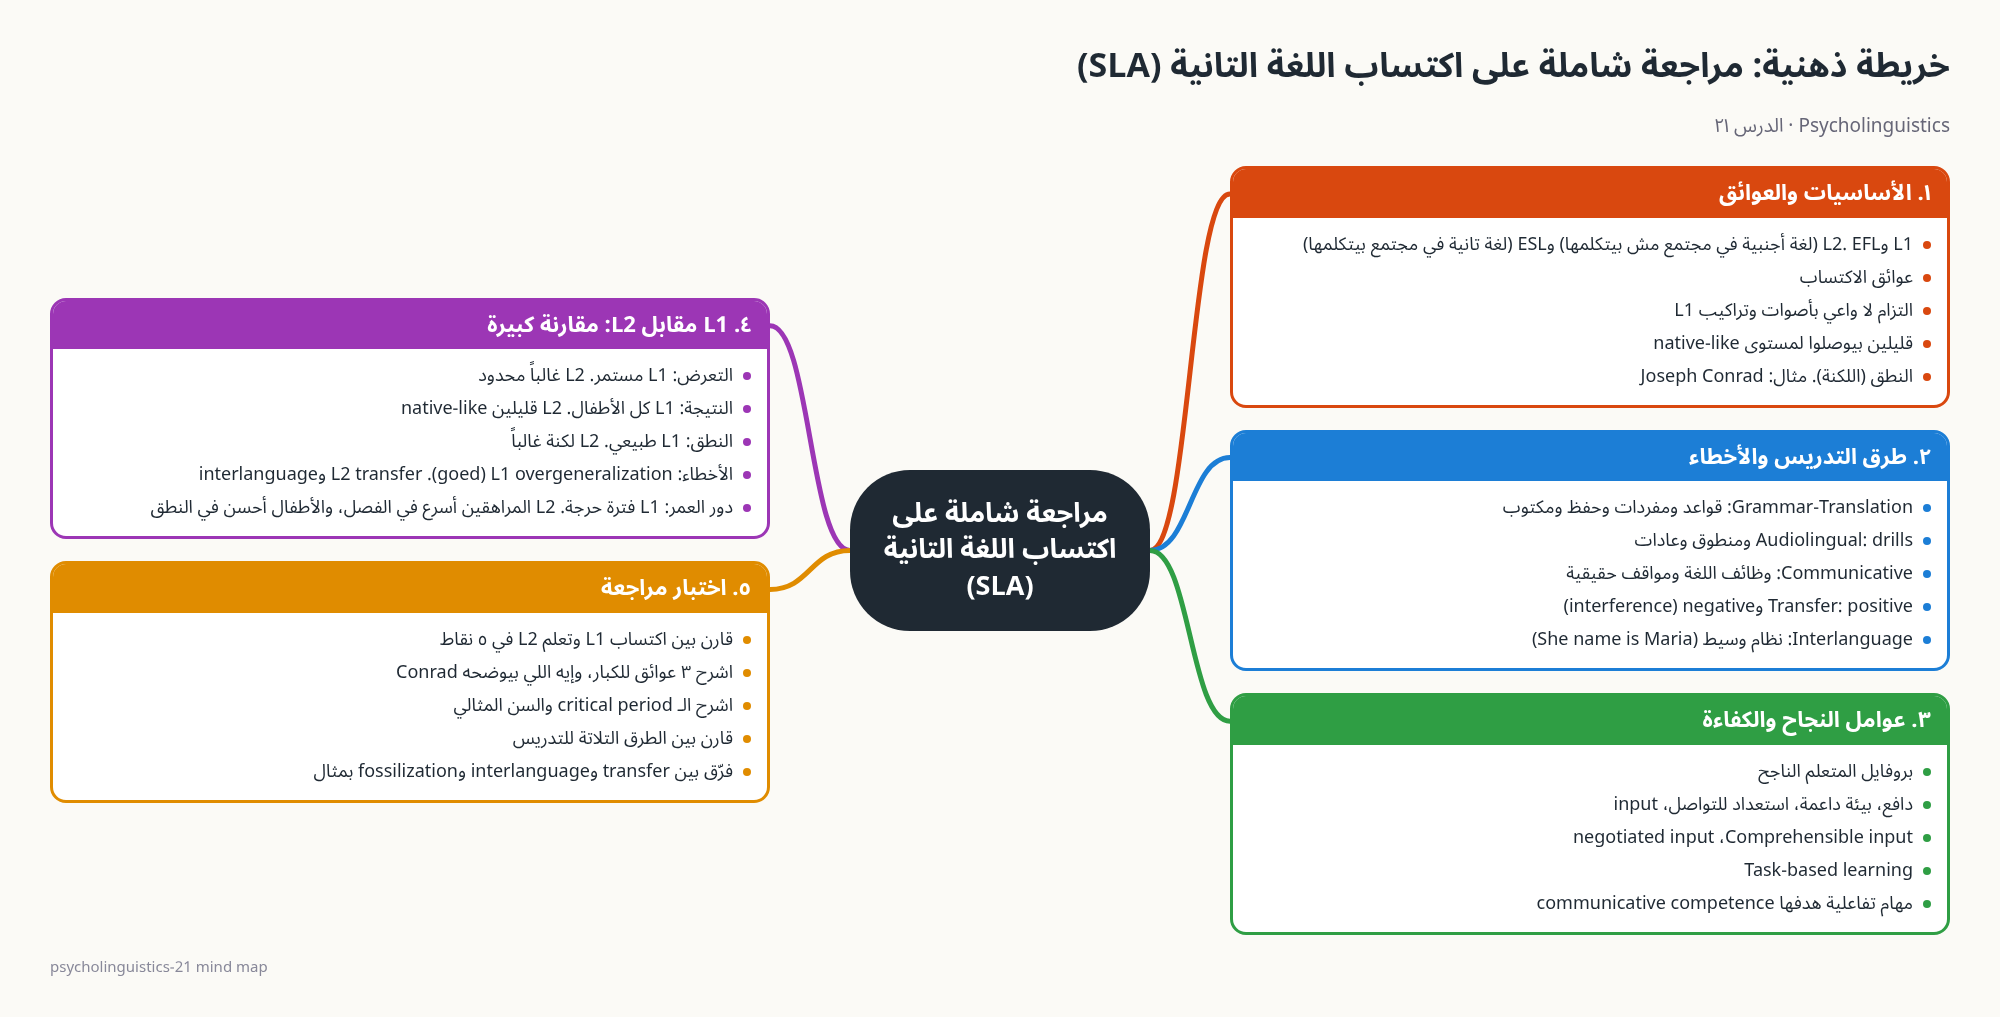 خريطة ذهنية: مراجعة شاملة على اكتساب اللغة التانية (SLA)
Psycholinguistics · الدرس ٢١
١. الأساسيات والعوائق
L1 وL2. EFL (لغة أجنبية في مجتمع مش بيتكلمها) وESL (لغة تانية في مجتمع بيتكلمها)
عوائق الاكتساب
التزام لا واعي بأصوات وتراكيب L1
قليلين بيوصلوا لمستوى native-like
النطق (اللكنة). مثال: Joseph Conrad
٢. طرق التدريس والأخطاء
Grammar-Translation: قواعد ومفردات وحفظ ومكتوب
Audiolingual: drills ومنطوق وعادات
Communicative: وظائف اللغة ومواقف حقيقية
Transfer: positive وnegative (interference)
Interlanguage: نظام وسيط (She name is Maria)
٣. عوامل النجاح والكفاءة
بروفايل المتعلم الناجح
دافع، بيئة داعمة، استعداد للتواصل، input
Comprehensible input، negotiated input
Task-based learning
مهام تفاعلية هدفها communicative competence
مراجعة شاملة على
اكتساب اللغة التانية
(SLA)
٤. L1 مقابل L2: مقارنة كبيرة
التعرض: L1 مستمر. L2 غالباً محدود
النتيجة: L1 كل الأطفال. L2 قليلين native-like
النطق: L1 طبيعي. L2 لكنة غالباً
الأخطاء: L1 overgeneralization (goed). L2 transfer وinterlanguage
دور العمر: L1 فترة حرجة. L2 المراهقين أسرع في الفصل، والأطفال أحسن في النطق
٥. اختبار مراجعة
قارن بين اكتساب L1 وتعلم L2 في ٥ نقاط
اشرح ٣ عوائق للكبار، وإيه اللي بيوضحه Conrad
اشرح الـ critical period والسن المثالي
قارن بين الطرق التلاتة للتدريس
فرّق بين transfer وinterlanguage وfossilization بمثال
psycholinguistics-21 mind map